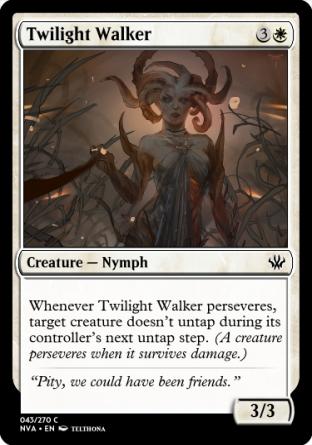 Twilight Walker 3
Creature — Nymph
Whenever Twilight Walker perseveres,
target creature doesn't untap during its
controller's next untap step. (A creature
perseveres when it survives damage.)
“Pity, we could have been friends.”
3/3
043/270 C
NVA • EN TELTHONA